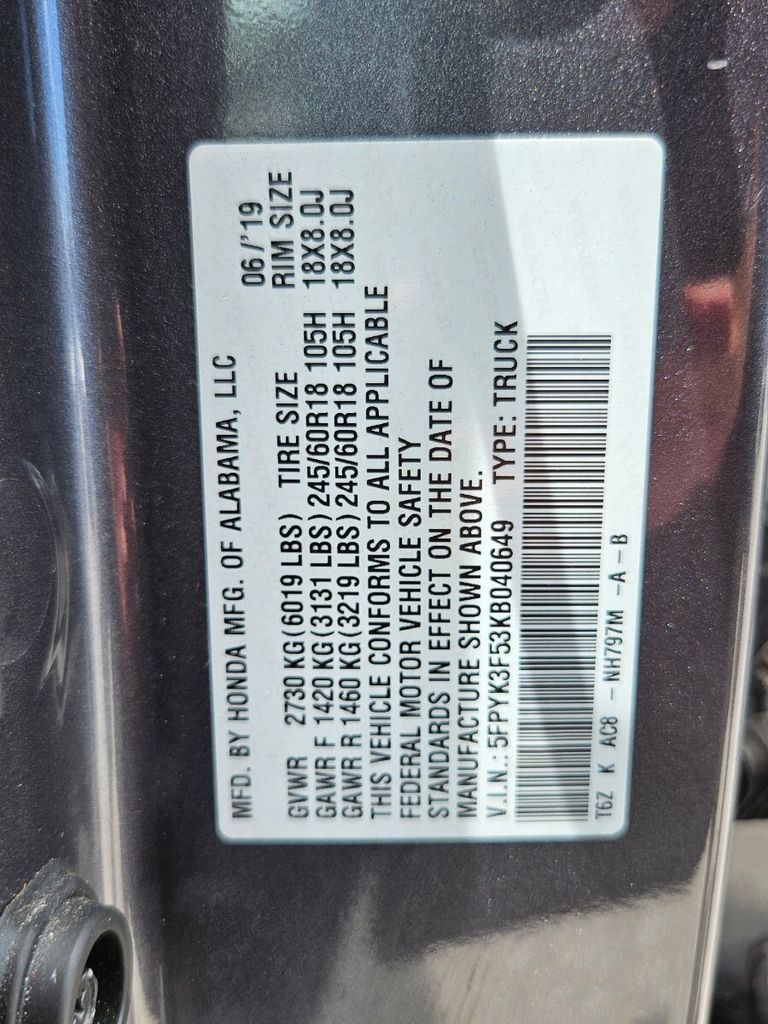 MFD. BY HONDA MFG. OF ALABAMA, LLC 06/'19
GVWR 2730 KG(6019 LBS) TIRE SIZE RIM SIZE
GAWR F 1420 KG(3131 LBS) 245/60R18 105H 18X8.0J
GAWR R 1460 KG(3219 LBS) 245/60R18 105H 18X8.0J
THIS VEHICLE CONFORMS TO ALL APPLICABLE
FEDERAL MOTOR VEHICLE SAFETY
STANDARDS IN EFFECT ON THE DATE OF
MANUFACTURE SHOWN ABOVE.
V.I.N.: 5FPYK3F53KB040649 TYPE: TRUCK
T6Z K AC8 – NH797M -A – B